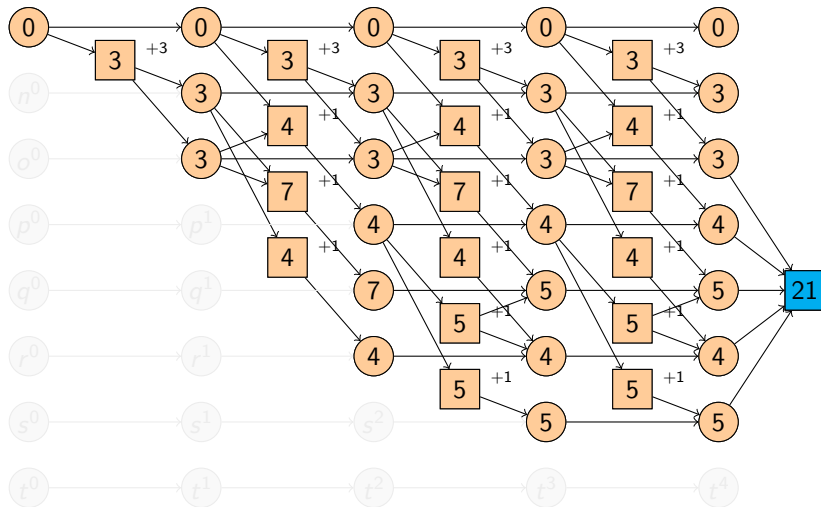 0 0 0 0 0
3 +3 3 +3 3 +3 3 +3
n⁰ 3 3 3 3
4 +1 4 +1 4 +1
o⁰ 3 3 3 3
7 +1 7 +1 7 +1
p⁰ p¹ 4 4 4
4 +1 4 +1 4 +1
q⁰ q¹ 7 5 5 21
5 +1 5 +1
r⁰ r¹ 4 4 4
5 +1 5 +1
s⁰ s¹ s² 5 5
t⁰ t¹ t² t³ t⁴